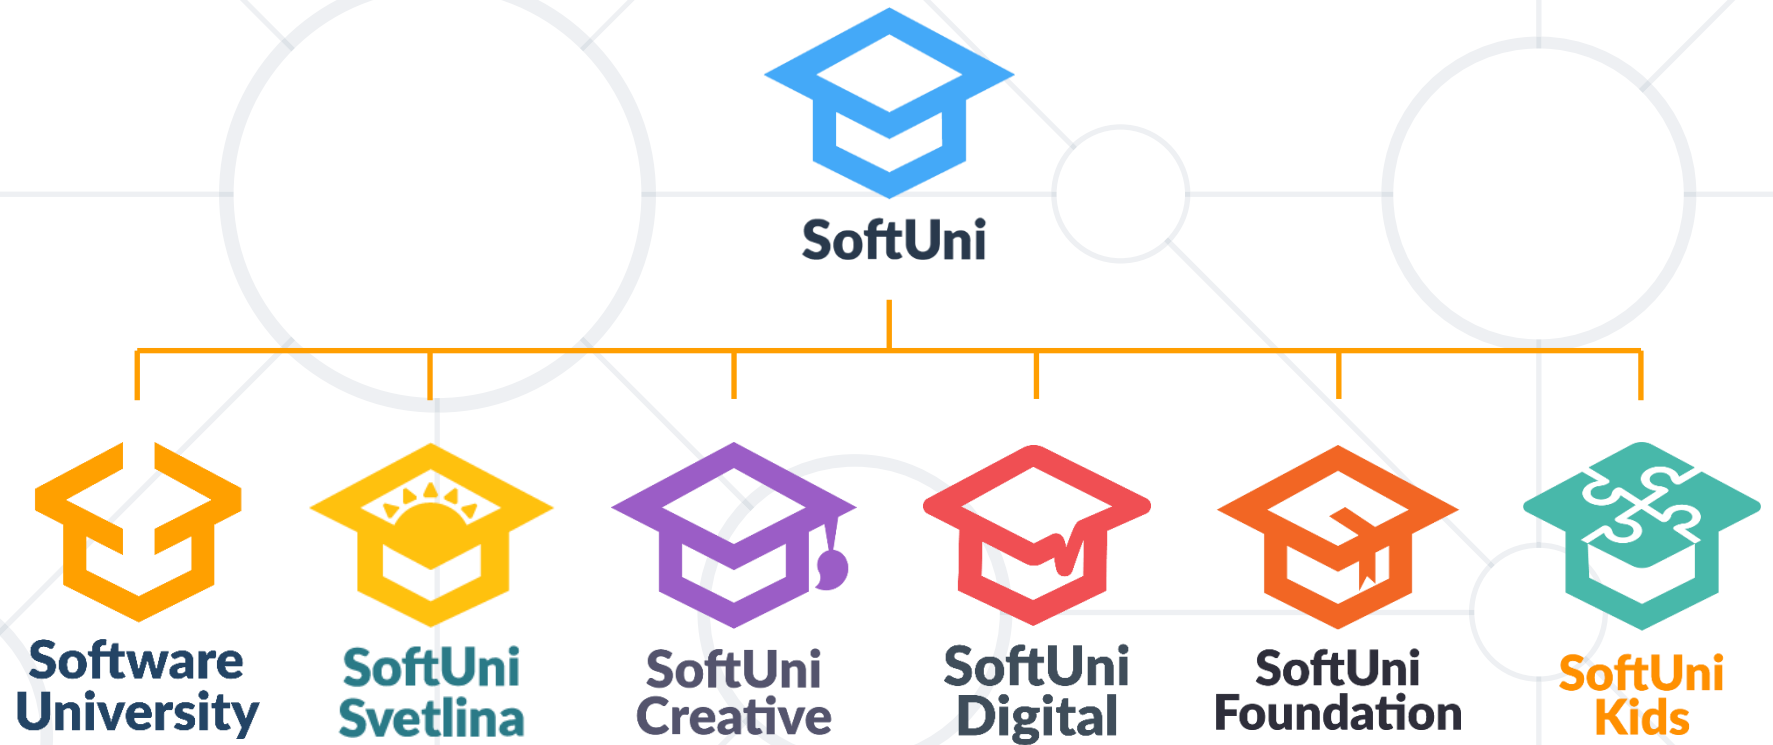 SoftUni
Software
University
SoftUni
Svetlina
SoftUni
Creative
SoftUni
Digital
SoftUni
Foundation
SoftUni
Kids